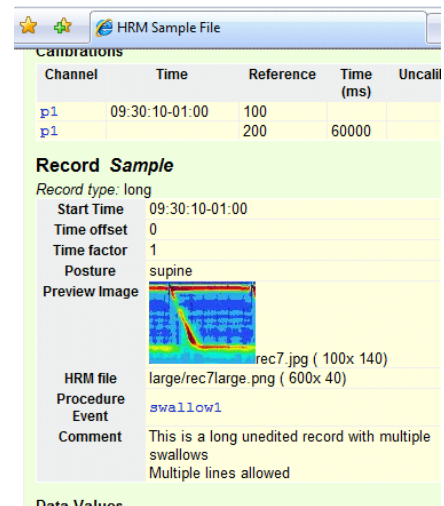 HRM Sample File
Calibrations
Channel Time Reference Time (ms)
p1 09:30:10-01:00 100
p1 200 60000
Record Sample
Record type: long
Start Time 09:30:10-01:00
Time offset 0
Time factor 1
Posture supine
Preview Image rec7.jpg ( 100x 140)
HRM file large/rec7large.png ( 600x 40)
Procedure Event swallow1
Comment This is a long unedited record with multiple
swallows
Multiple lines allowed
Data Values